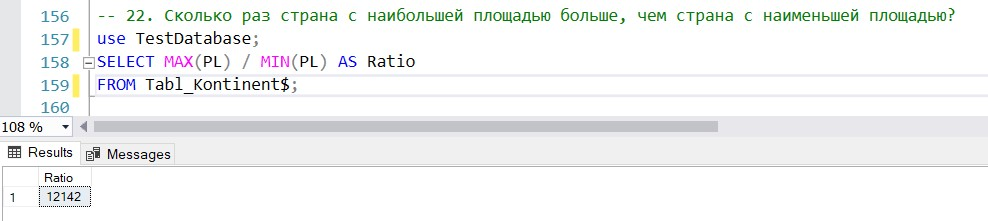 156 -- 22. Сколько раз страна с наибольшей площадью больше, чем страна с наименьшей площадью?
157 use TestDatabase;
158 SELECT MAX(PL) / MIN(PL) AS Ratio
159 FROM Tabl_Kontinent$;
160
108 %
Results Messages
Ratio
1 12142